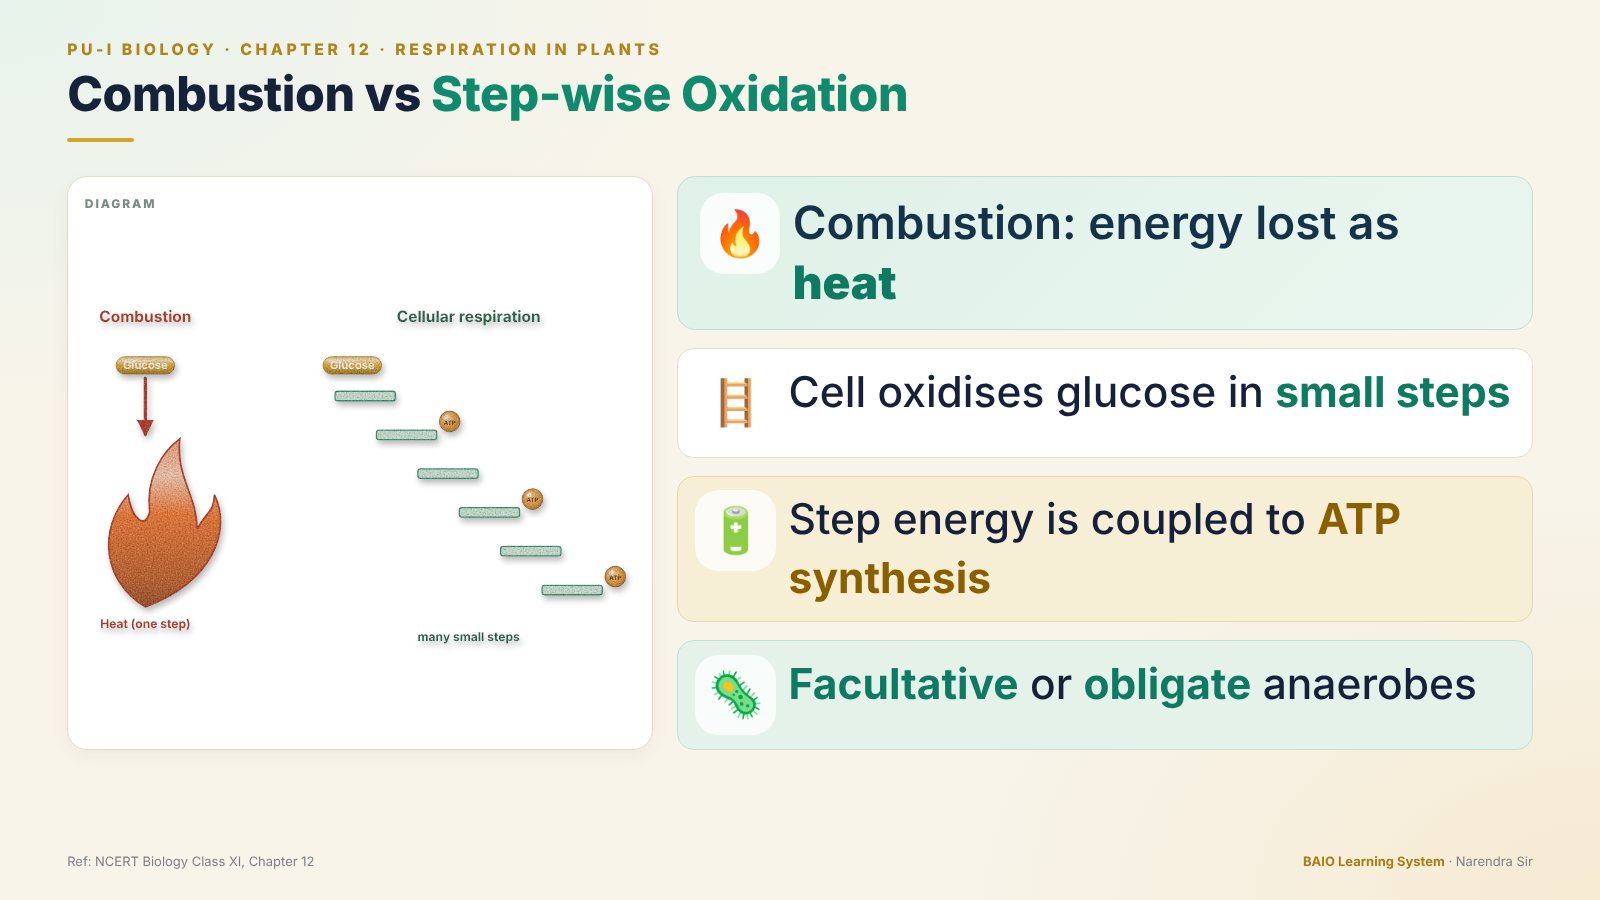 PU-I BIOLOGY · CHAPTER 12 · RESPIRATION IN PLANTS
Combustion vs Step-wise Oxidation
DIAGRAM
Combustion
Cellular respiration
Glucose
Glucose
ATP
ATP
ATP
Heat (one step)
many small steps
Combustion: energy lost as
heat
Cell oxidises glucose in small steps
Step energy is coupled to ATP
synthesis
Facultative or obligate anaerobes
Ref: NCERT Biology Class XI, Chapter 12
BAIO Learning System · Narendra Sir